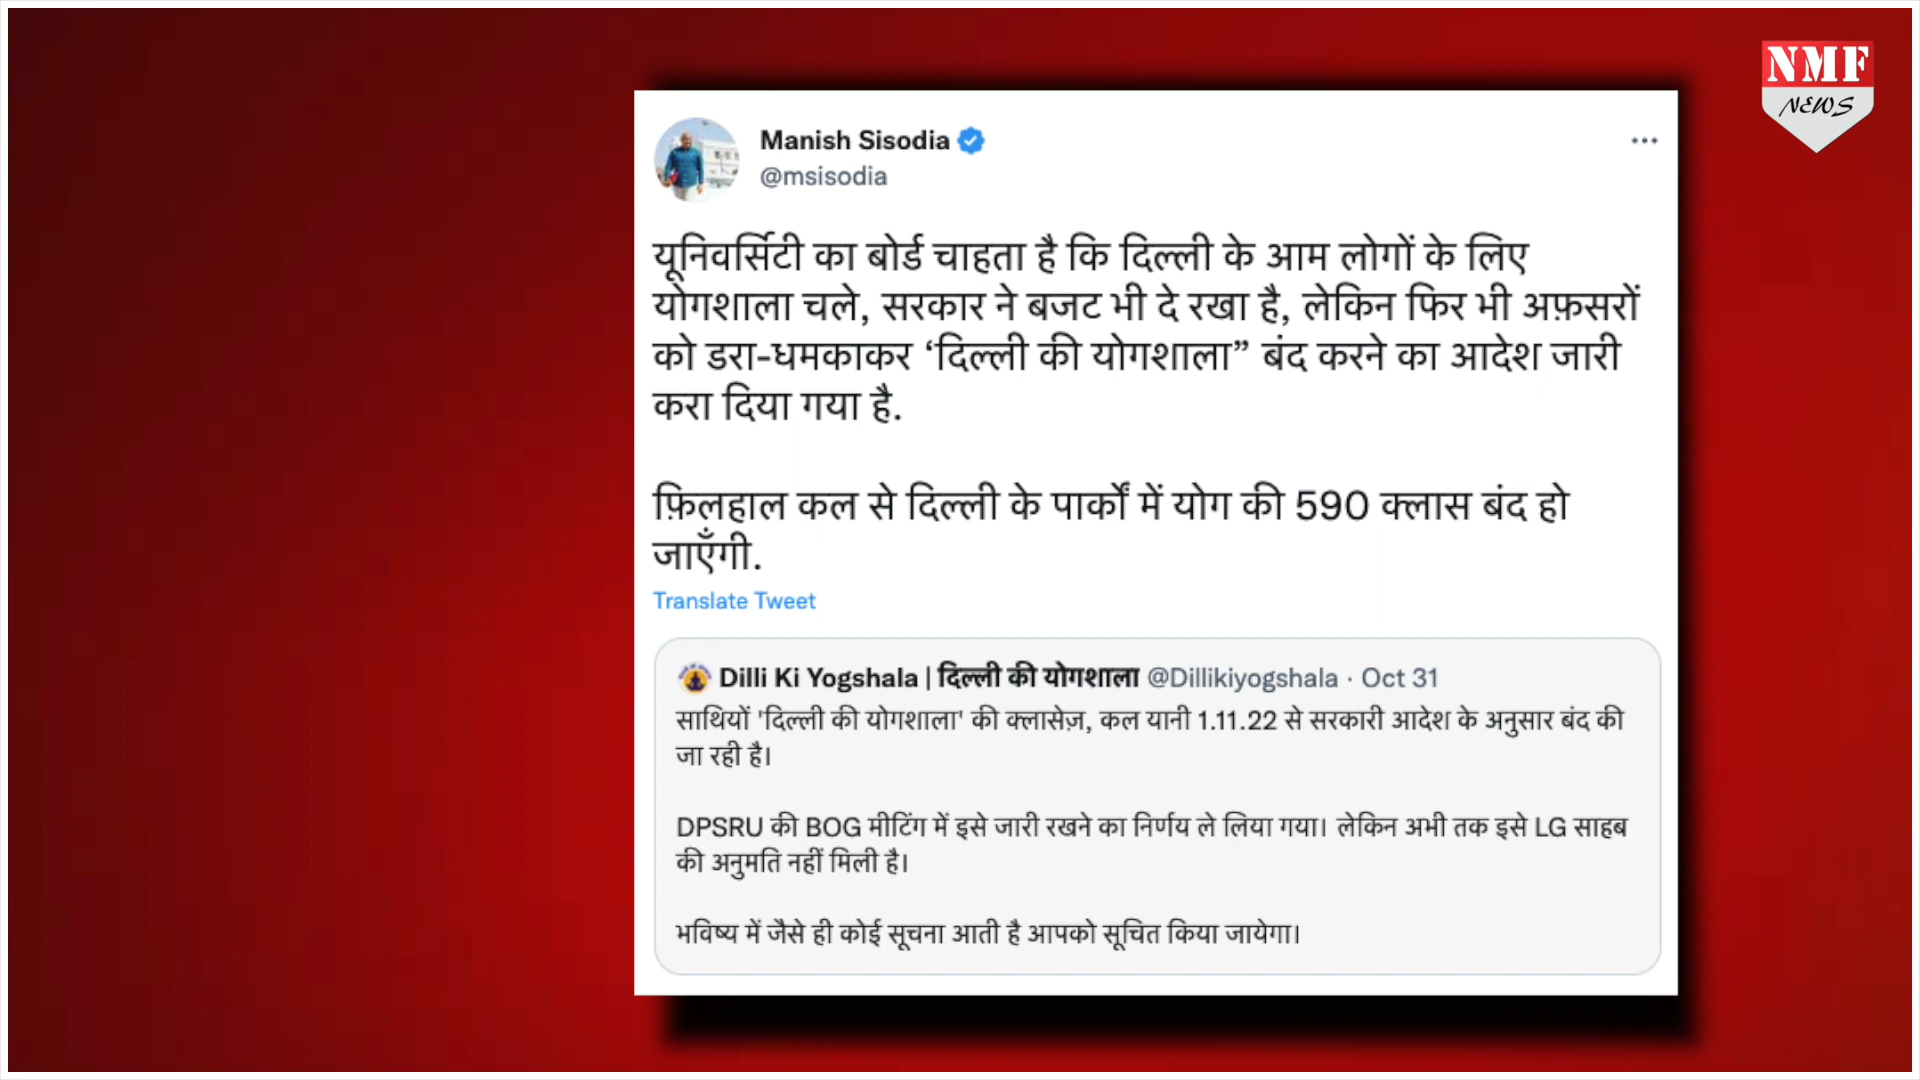 NMF
NEWS
Manish Sisodia
@msisodia
यूनिवर्सिटी का बोर्ड चाहता है कि दिल्ली के आम लोगों के लिए
योगशाला चले, सरकार ने बजट भी दे रखा है, लेकिन फिर भी अफ़सरों
को डरा-धमकाकर ‘दिल्ली की योगशाला” बंद करने का आदेश जारी
करा दिया गया है.
फ़िलहाल कल से दिल्ली के पार्कों में योग की 590 क्लास बंद हो
जाएँगी.
Translate Tweet
Dilli Ki Yogshala | दिल्ली की योगशाला @Dillikiyogshala · Oct 31
साथियों 'दिल्ली की योगशाला' की क्लासेज़, कल यानी 1.11.22 से सरकारी आदेश के अनुसार बंद की
जा रही है।
DPSRU की BOG मीटिंग में इसे जारी रखने का निर्णय ले लिया गया। लेकिन अभी तक इसे LG साहब
की अनुमति नहीं मिली है।
भविष्य में जैसे ही कोई सूचना आती है आपको सूचित किया जायेगा।